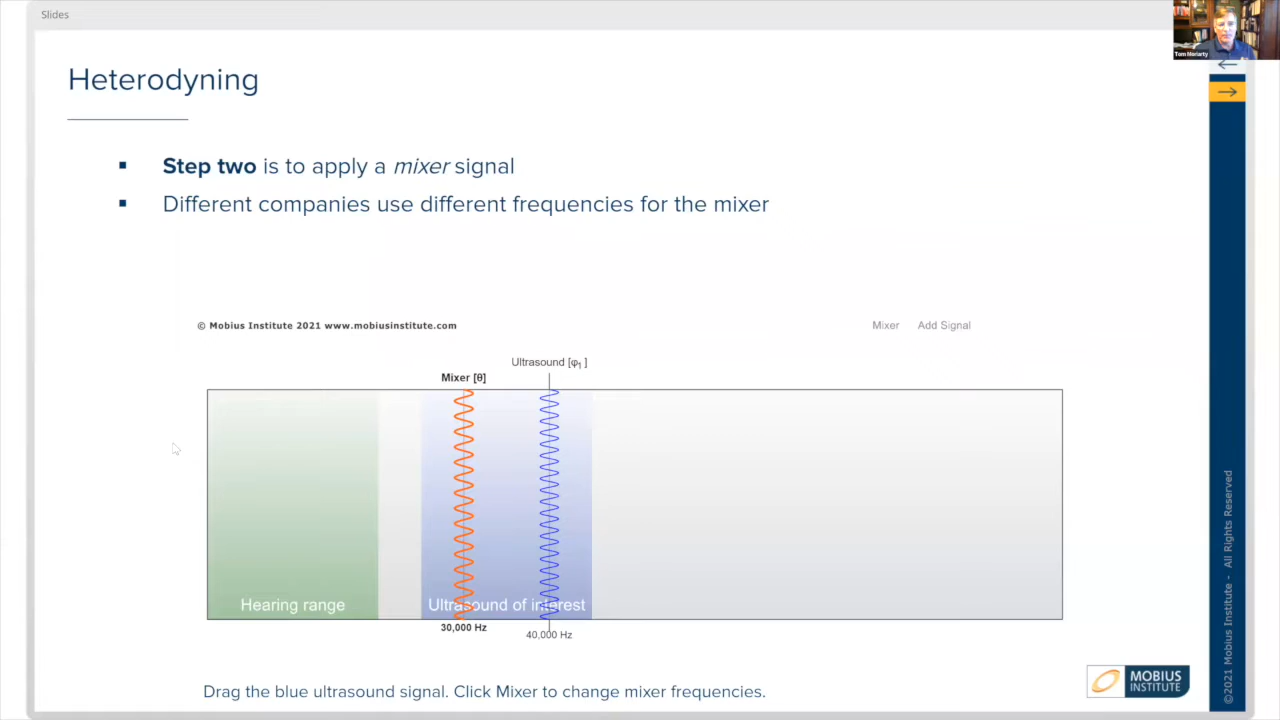 Slides
Tom Moriarty
Heterodyning
Step two is to apply a mixer signal
Different companies use different frequencies for the mixer
© Mobius Institute 2021 www.mobiusinstitute.com
Mixer Add Signal
Ultrasound [φ1 ]
Mixer [θ]
Hearing range
Ultrasound of interest
30,000 Hz
40,000 Hz
Drag the blue ultrasound signal. Click Mixer to change mixer frequencies.
MOBIUS
INSTITUTE
©2021 Mobius Institute - All Rights Reserved